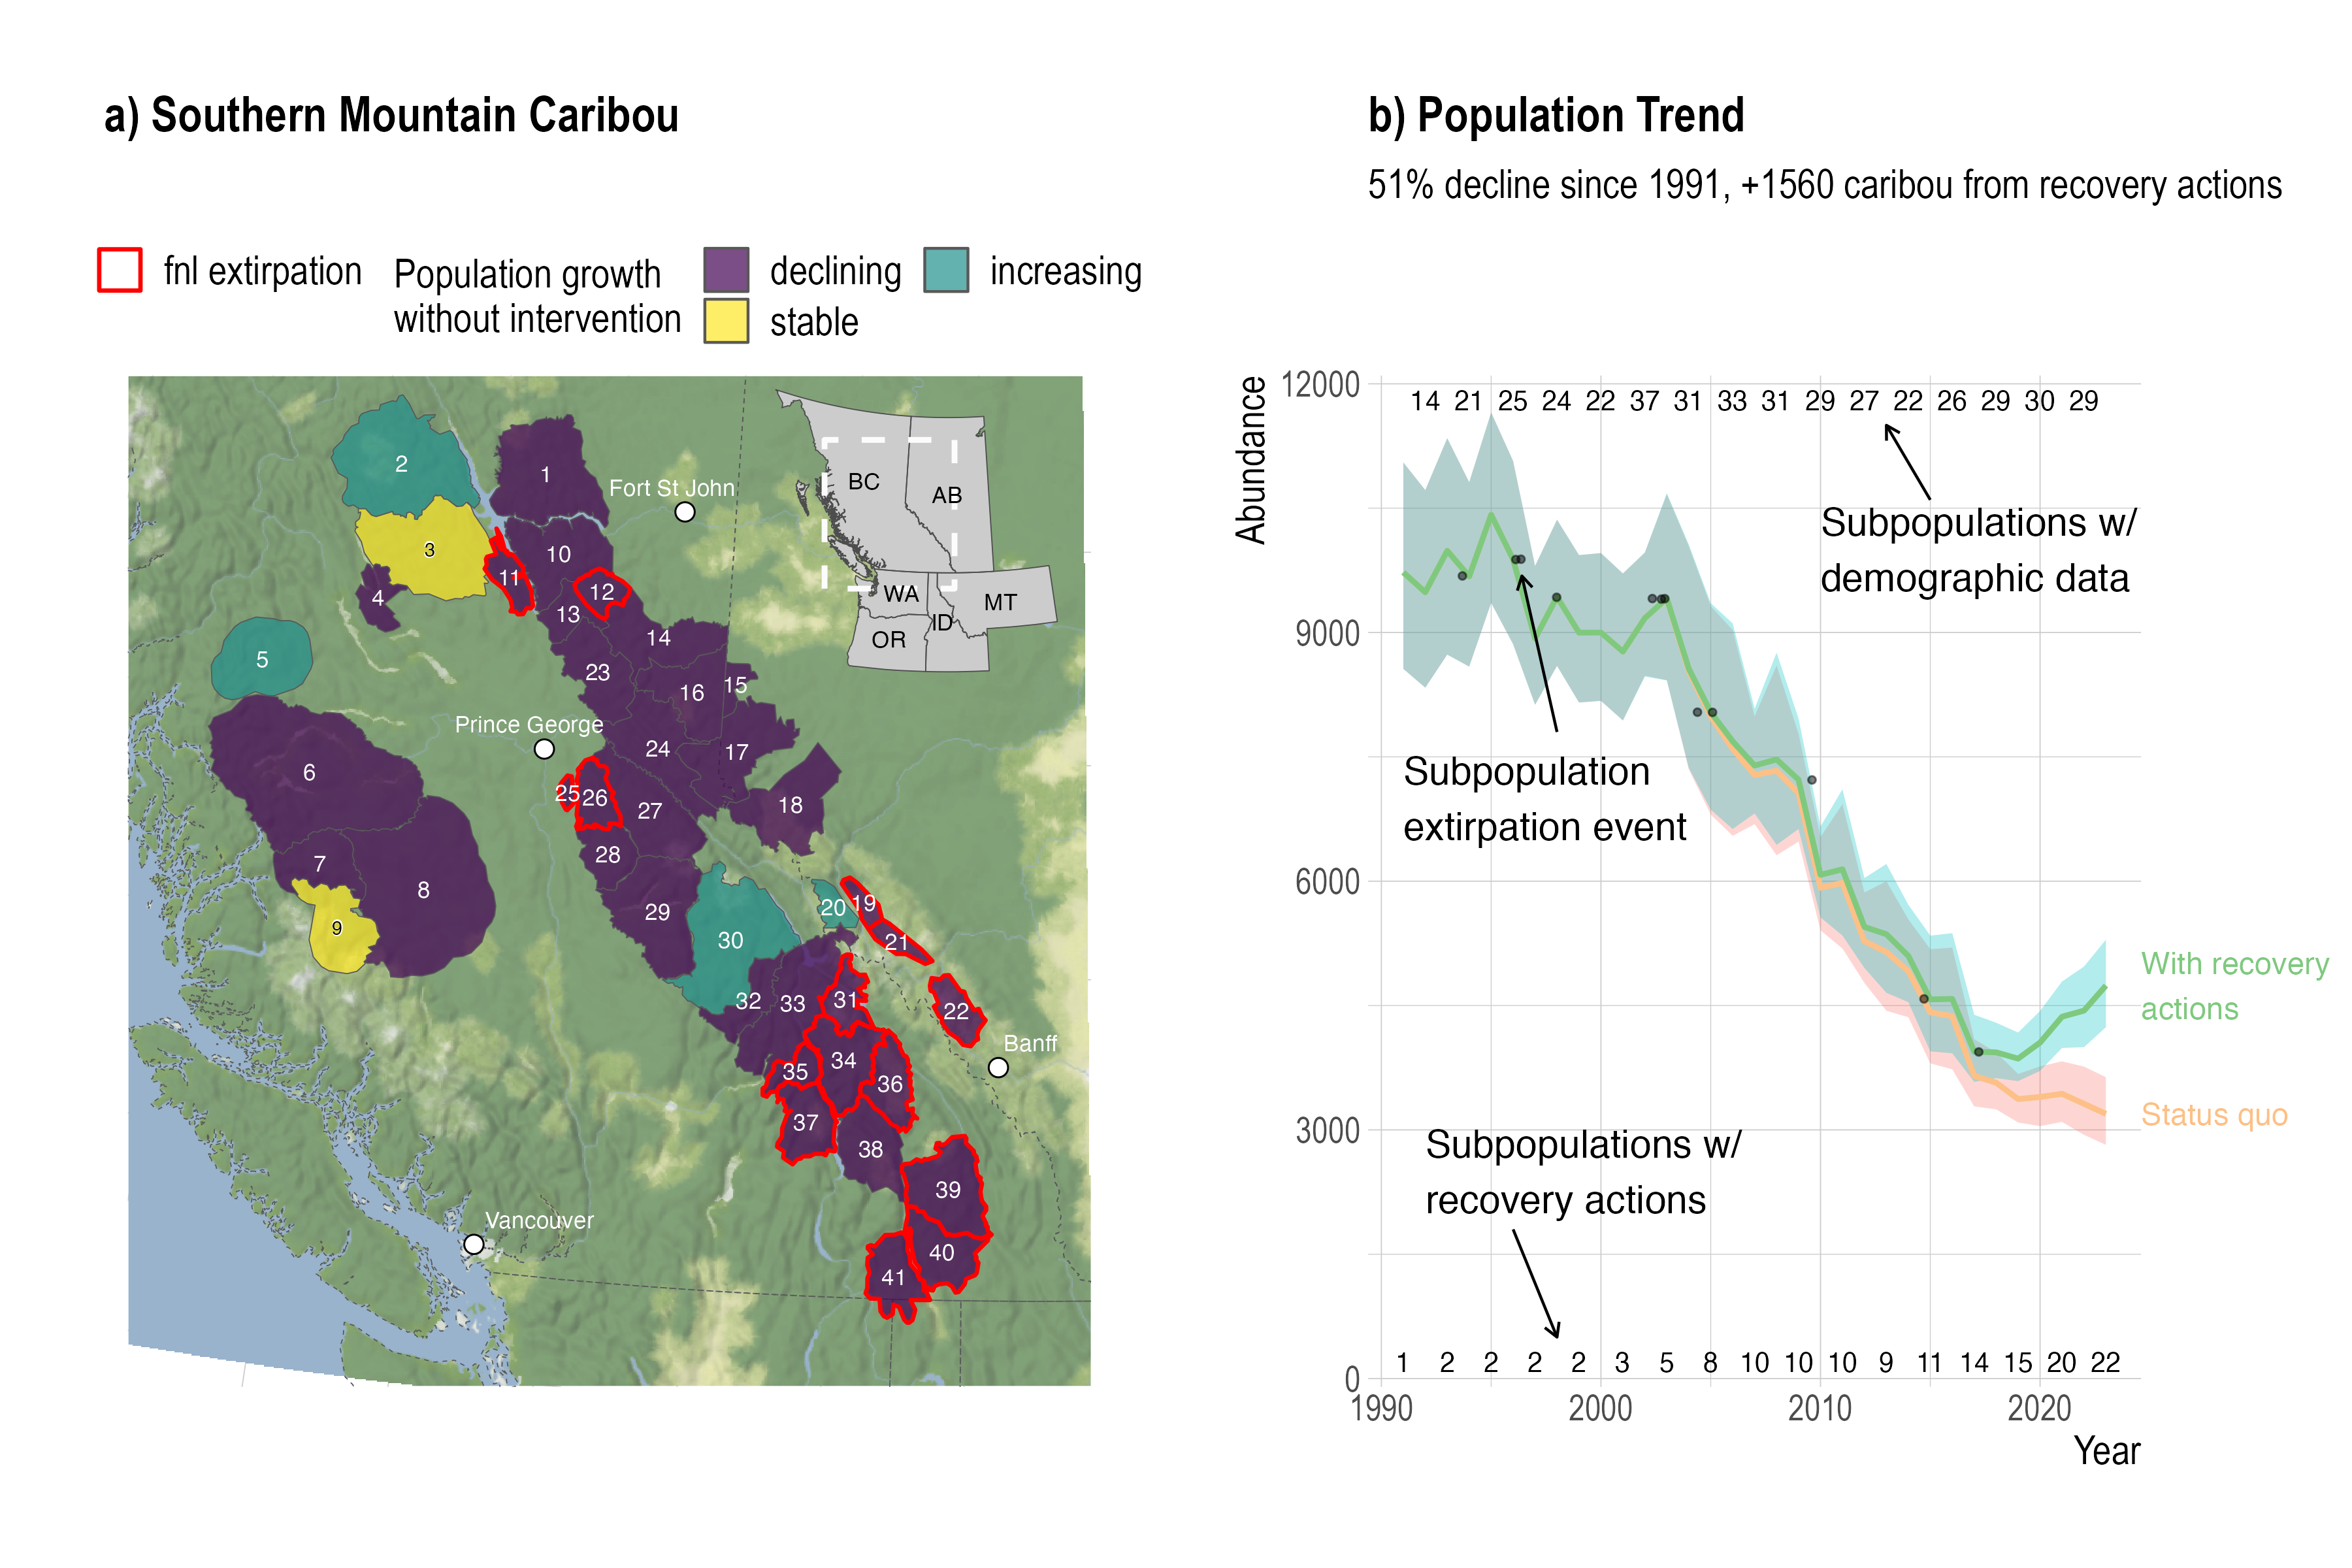 a) Southern Mountain Caribou
fnl extirpation
Population growth
without intervention
declining
increasing
stable
2
1
Fort St John
3
10
11
12
4
13
14
5
23
16
15
Prince George
24
17
6
25
26
27
18
7
28
8
29
20
19
9
30
21
32
33
31
22
Banff
34
35
36
37
38
39
Vancouver
40
41
BC
AB
WA
MT
OR
ID
b) Population Trend
51% decline since 1991, +1560 caribou from recovery actions
Abundance
12000
9000
6000
3000
0
14 21 25 24 22 37 31 33 31 29 27 22 26 29 30 29
Subpopulations w/
demographic data
Subpopulation
extirpation event
With recovery
actions
Status quo
Subpopulations w/
recovery actions
1 2 2 2 2 3 5 8 10 10 10 9 11 14 15 20 22
1990 2000 2010 2020
Year